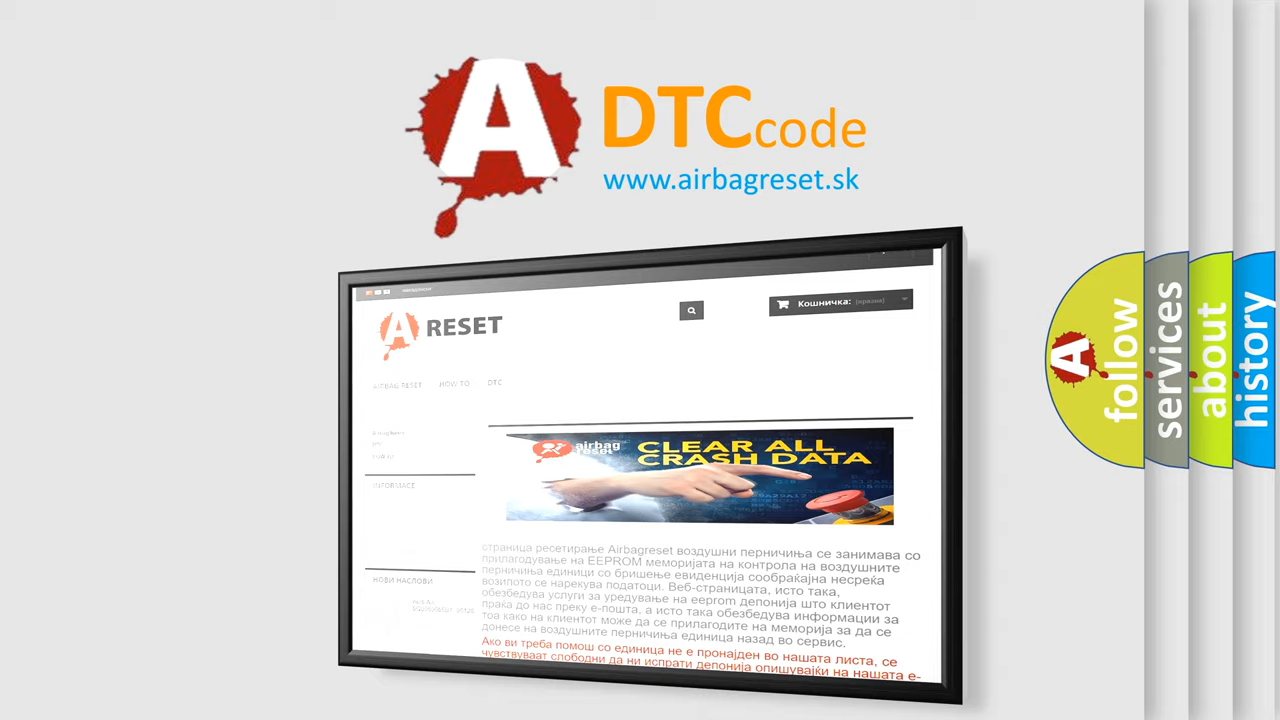 A DTCcode
www.airbagreset.sk
Кошничка: (празна)
A RESET
AIRBAG RESET HOW TO DTC
airbag
reset
CLEAR ALL
CRASH DATA
INFORMACE
НОВИ НАСЛОВИ
страница ресетирање Airbagreset воздушни перничиња се занимава со
прилагодување на EEPROM меморијата на контрола на воздушните
перничиња единици со бришење евиденција сообраќајна несреќа
возилото се нарекува податоци. Веб-страницата, исто така,
обезбедува услуги за уредување на eeprom депонија што клиентот
праќа до нас преку е-пошта, а исто така обезбедува информации за
тоа како на клиентот може да се прилагодите на меморија за да се
донесе на воздушните перничиња единица назад во сервис.
Ако ви треба помош со единица не е пронајден во нашата листа, се
чувствуваат слободни да ни испрати депонија опишувајќи на нашата е-
A
follow
services
about
history